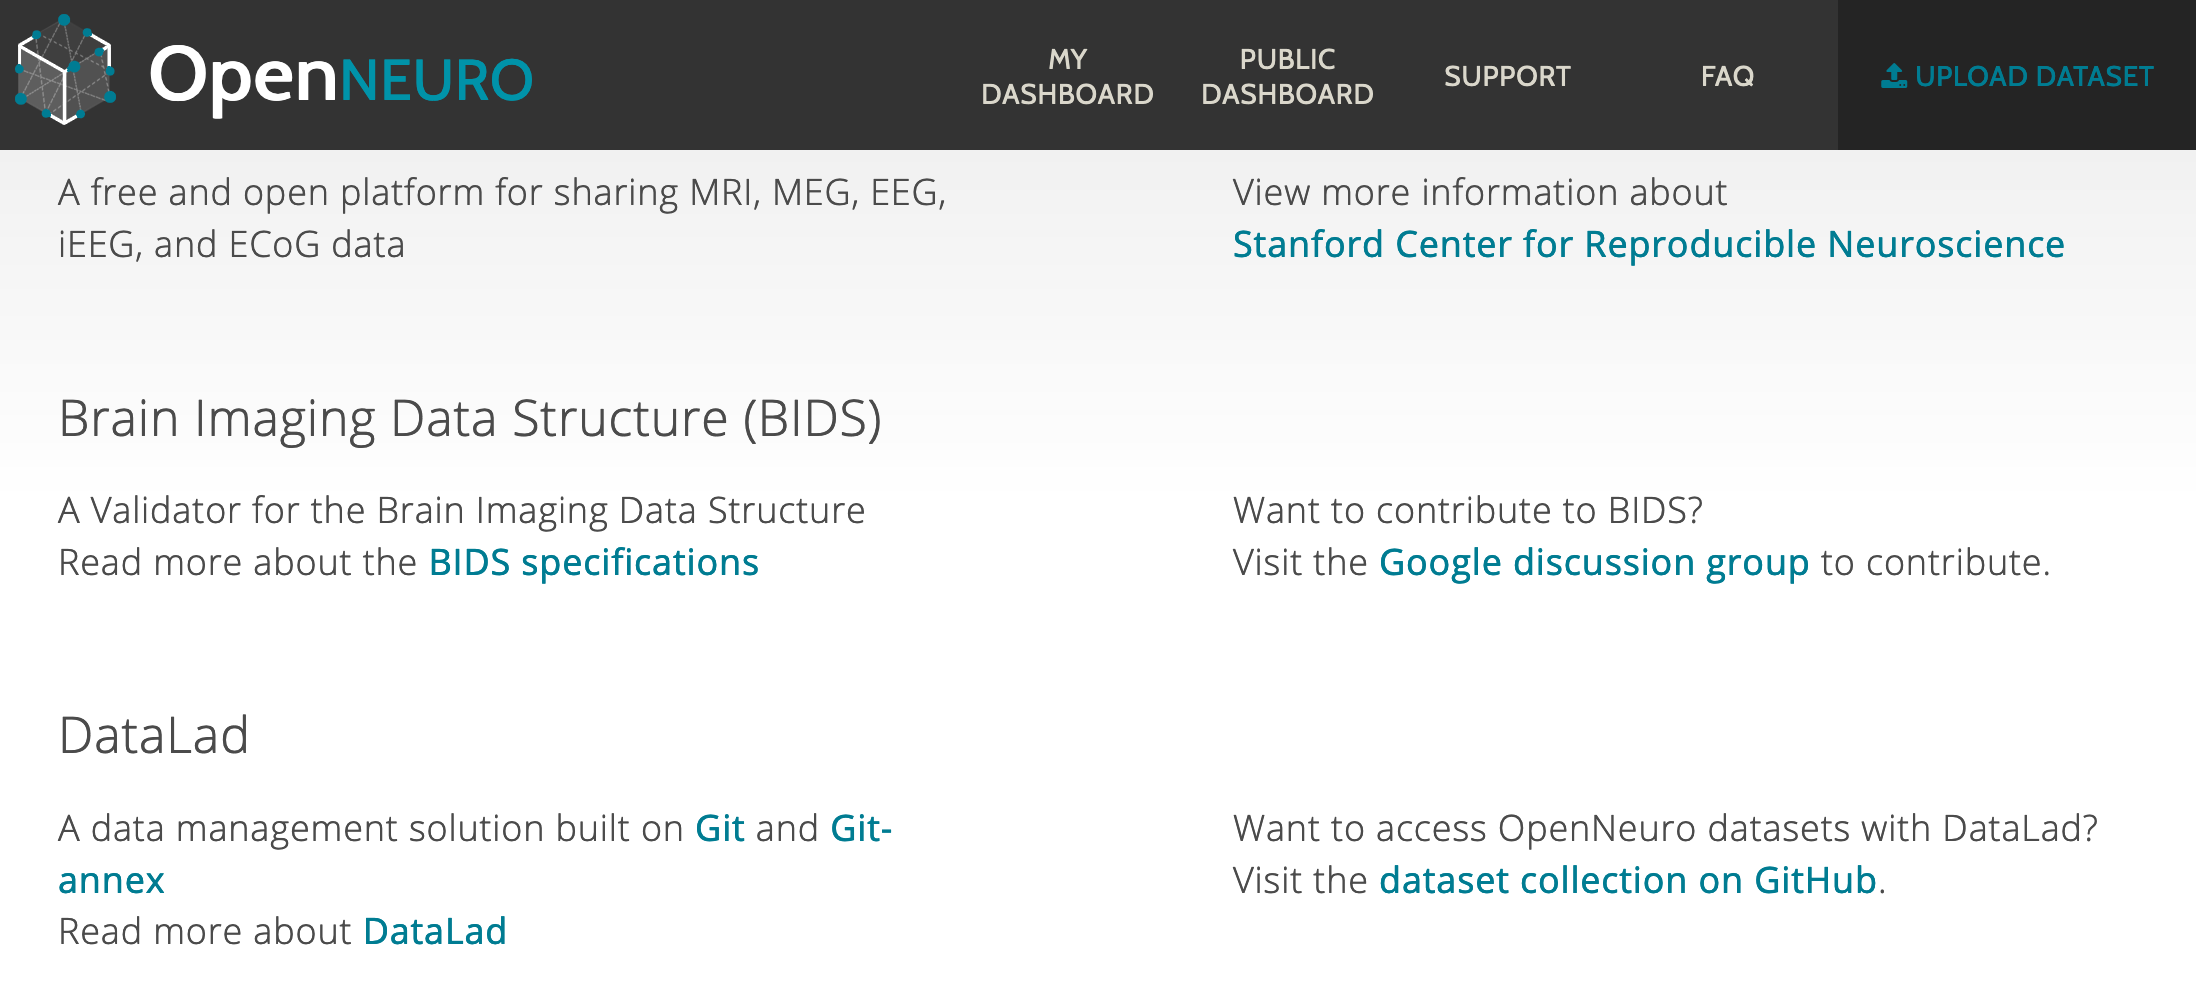 OpenNEURO
MY
DASHBOARD
PUBLIC
DASHBOARD
SUPPORT
FAQ
UPLOAD DATASET
A free and open platform for sharing MRI, MEG, EEG,
iEEG, and ECoG data
View more information about
Stanford Center for Reproducible Neuroscience
Brain Imaging Data Structure (BIDS)
A Validator for the Brain Imaging Data Structure
Read more about the BIDS specifications
Want to contribute to BIDS?
Visit the Google discussion group to contribute.
DataLad
A data management solution built on Git and Git-
annex
Read more about DataLad
Want to access OpenNeuro datasets with DataLad?
Visit the dataset collection on GitHub.